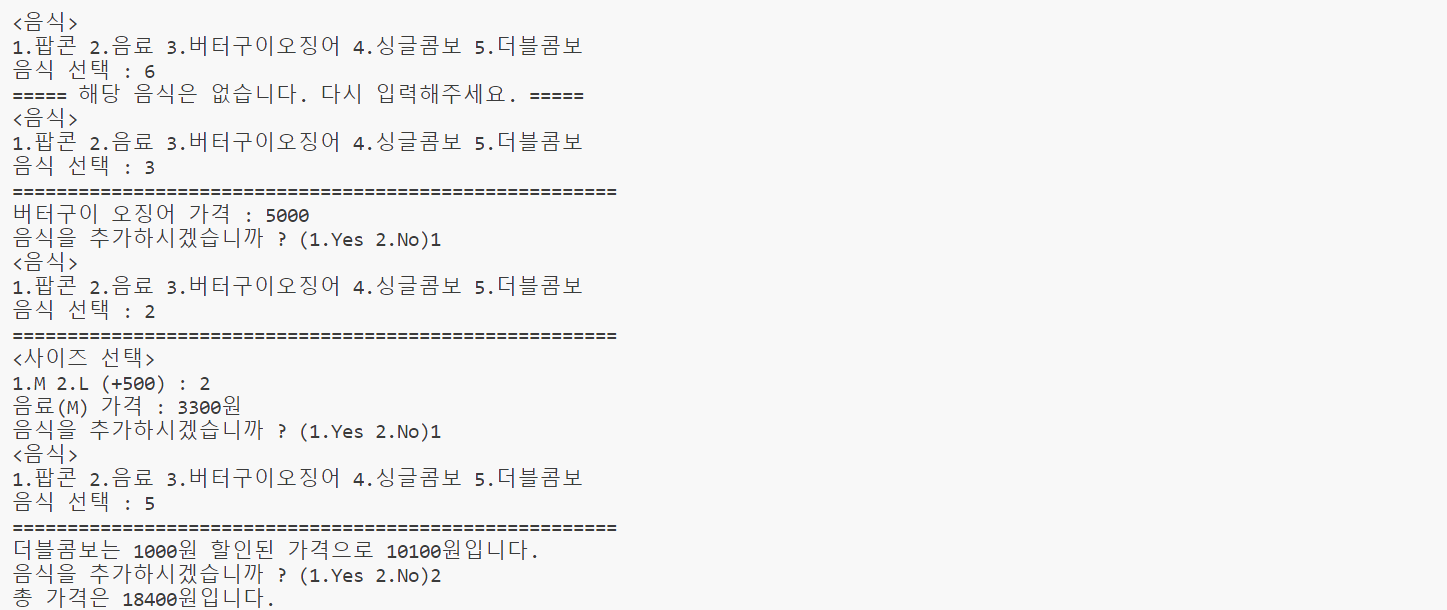 <음식>
1.팝콘 2.음료 3.버터구이오징어 4.싱글콤보 5.더블콤보
음식 선택 : 6
===== 해당 음식은 없습니다. 다시 입력해주세요. =====
<음식>
1.팝콘 2.음료 3.버터구이오징어 4.싱글콤보 5.더블콤보
음식 선택 : 3
=======================================================
버터구이 오징어 가격 : 5000
음식을 추가하시겠습니까 ? (1.Yes 2.No)1
<음식>
1.팝콘 2.음료 3.버터구이오징어 4.싱글콤보 5.더블콤보
음식 선택 : 2
=======================================================
<사이즈 선택>
1.M 2.L (+500) : 2
음료(M) 가격 : 3300원
음식을 추가하시겠습니까 ? (1.Yes 2.No)1
<음식>
1.팝콘 2.음료 3.버터구이오징어 4.싱글콤보 5.더블콤보
음식 선택 : 5
=======================================================
더블콤보는 1000원 할인된 가격으로 10100원입니다.
음식을 추가하시겠습니까 ? (1.Yes 2.No)2
총 가격은 18400원입니다.